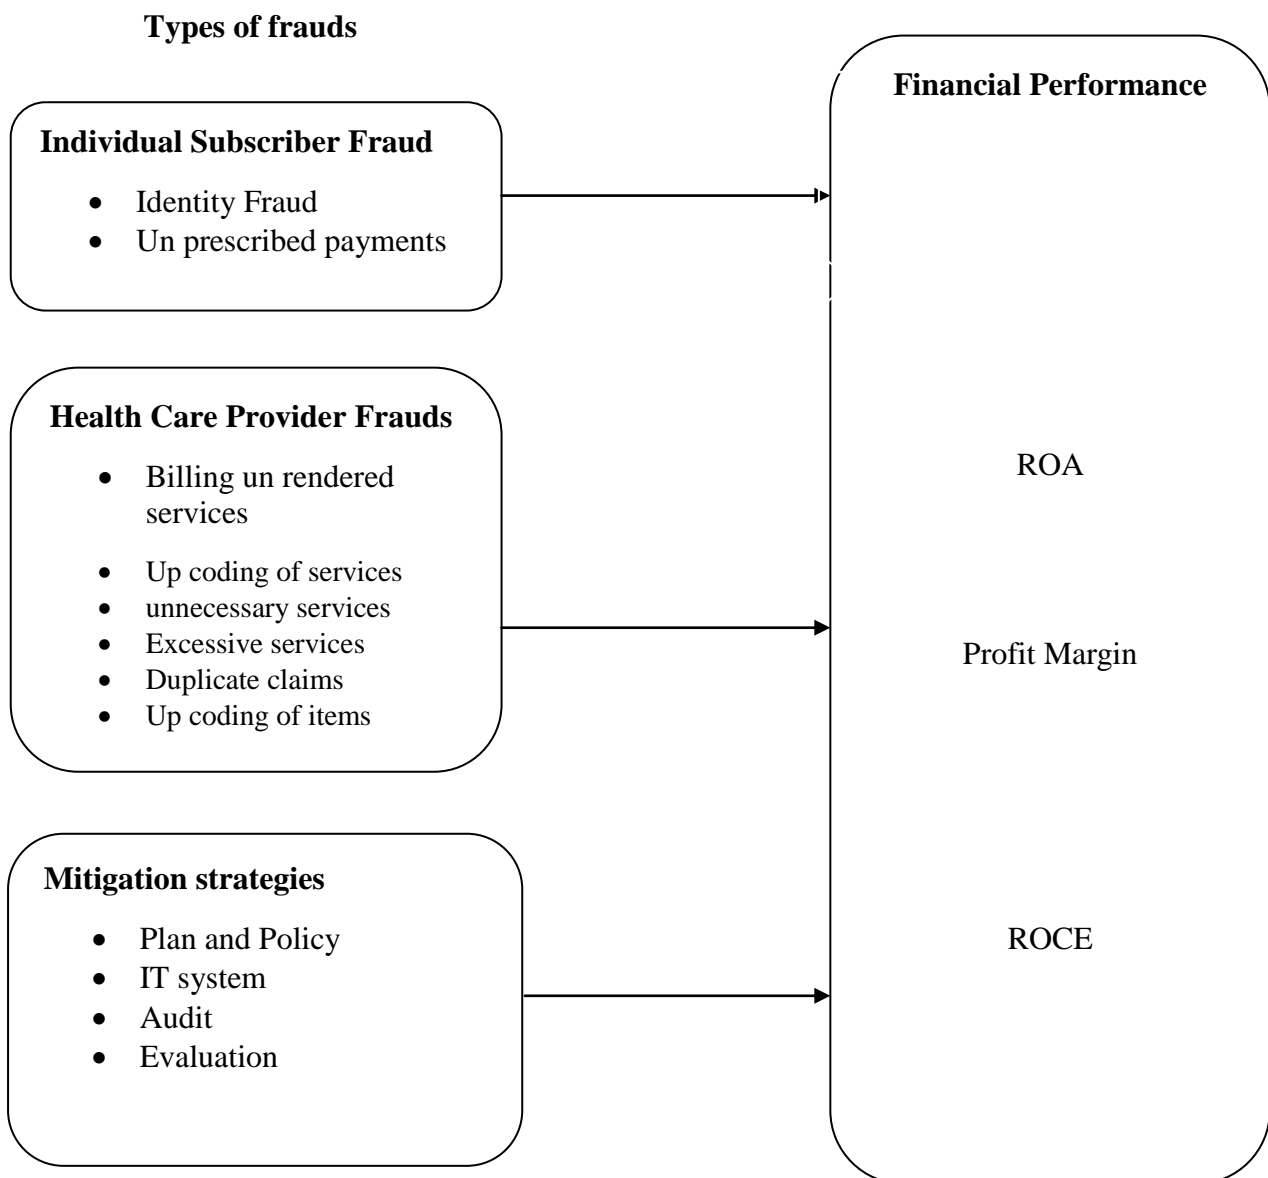 Types of frauds
Individual Subscriber Fraud
• Identity Fraud
• Un prescribed payments
Health Care Provider Frauds
• Billing un rendered
services
• Up coding of services
• unnecessary services
• Excessive services
• Duplicate claims
• Up coding of items
Mitigation strategies
• Plan and Policy
• IT system
• Audit
• Evaluation
Financial Performance
ROA
Profit Margin
ROCE